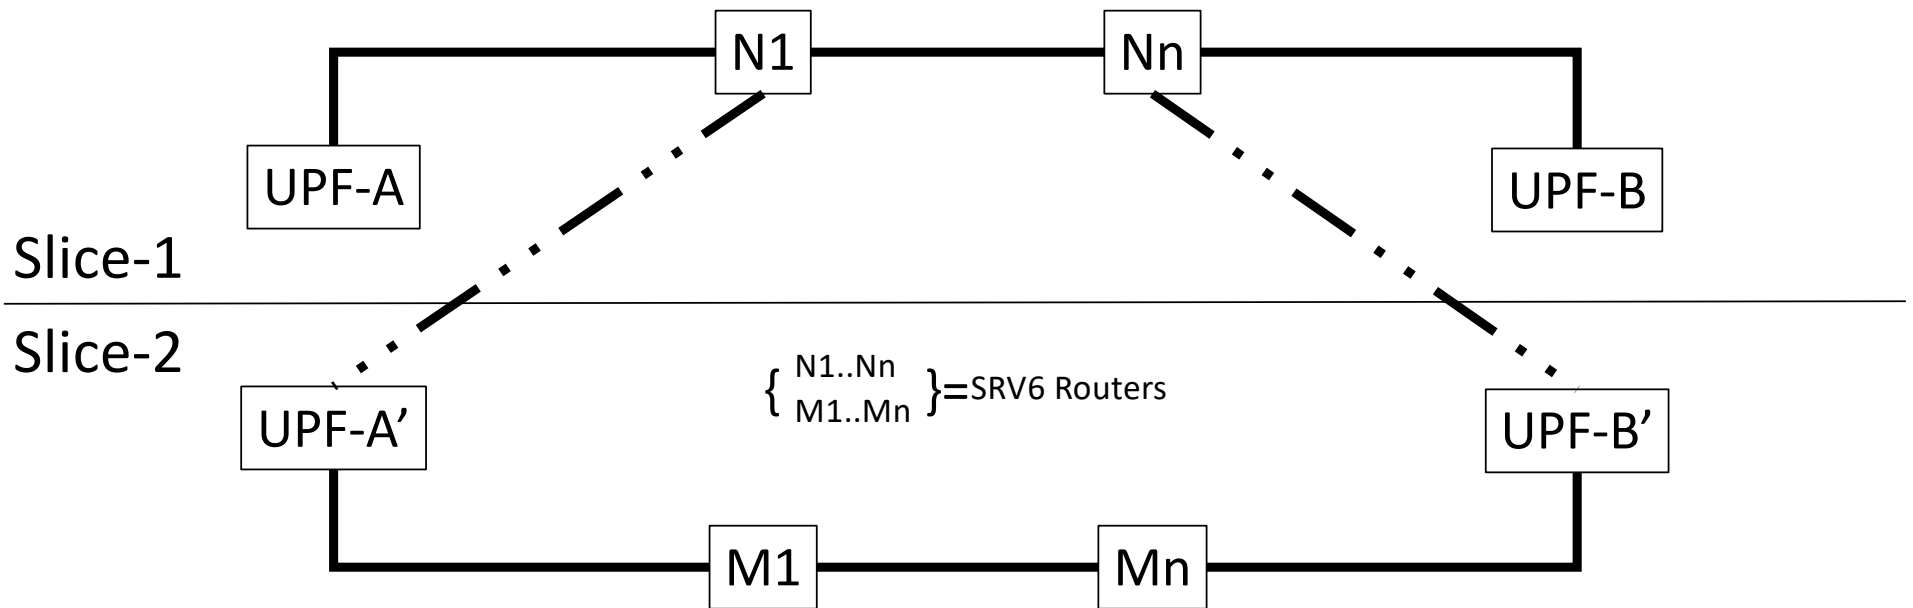 N1
Nn
UPF-A
UPF-B
Slice-1
Slice-2
{ N1..Nn
M1..Mn }=SRV6 Routers
UPF-A’
UPF-B’
M1
Mn